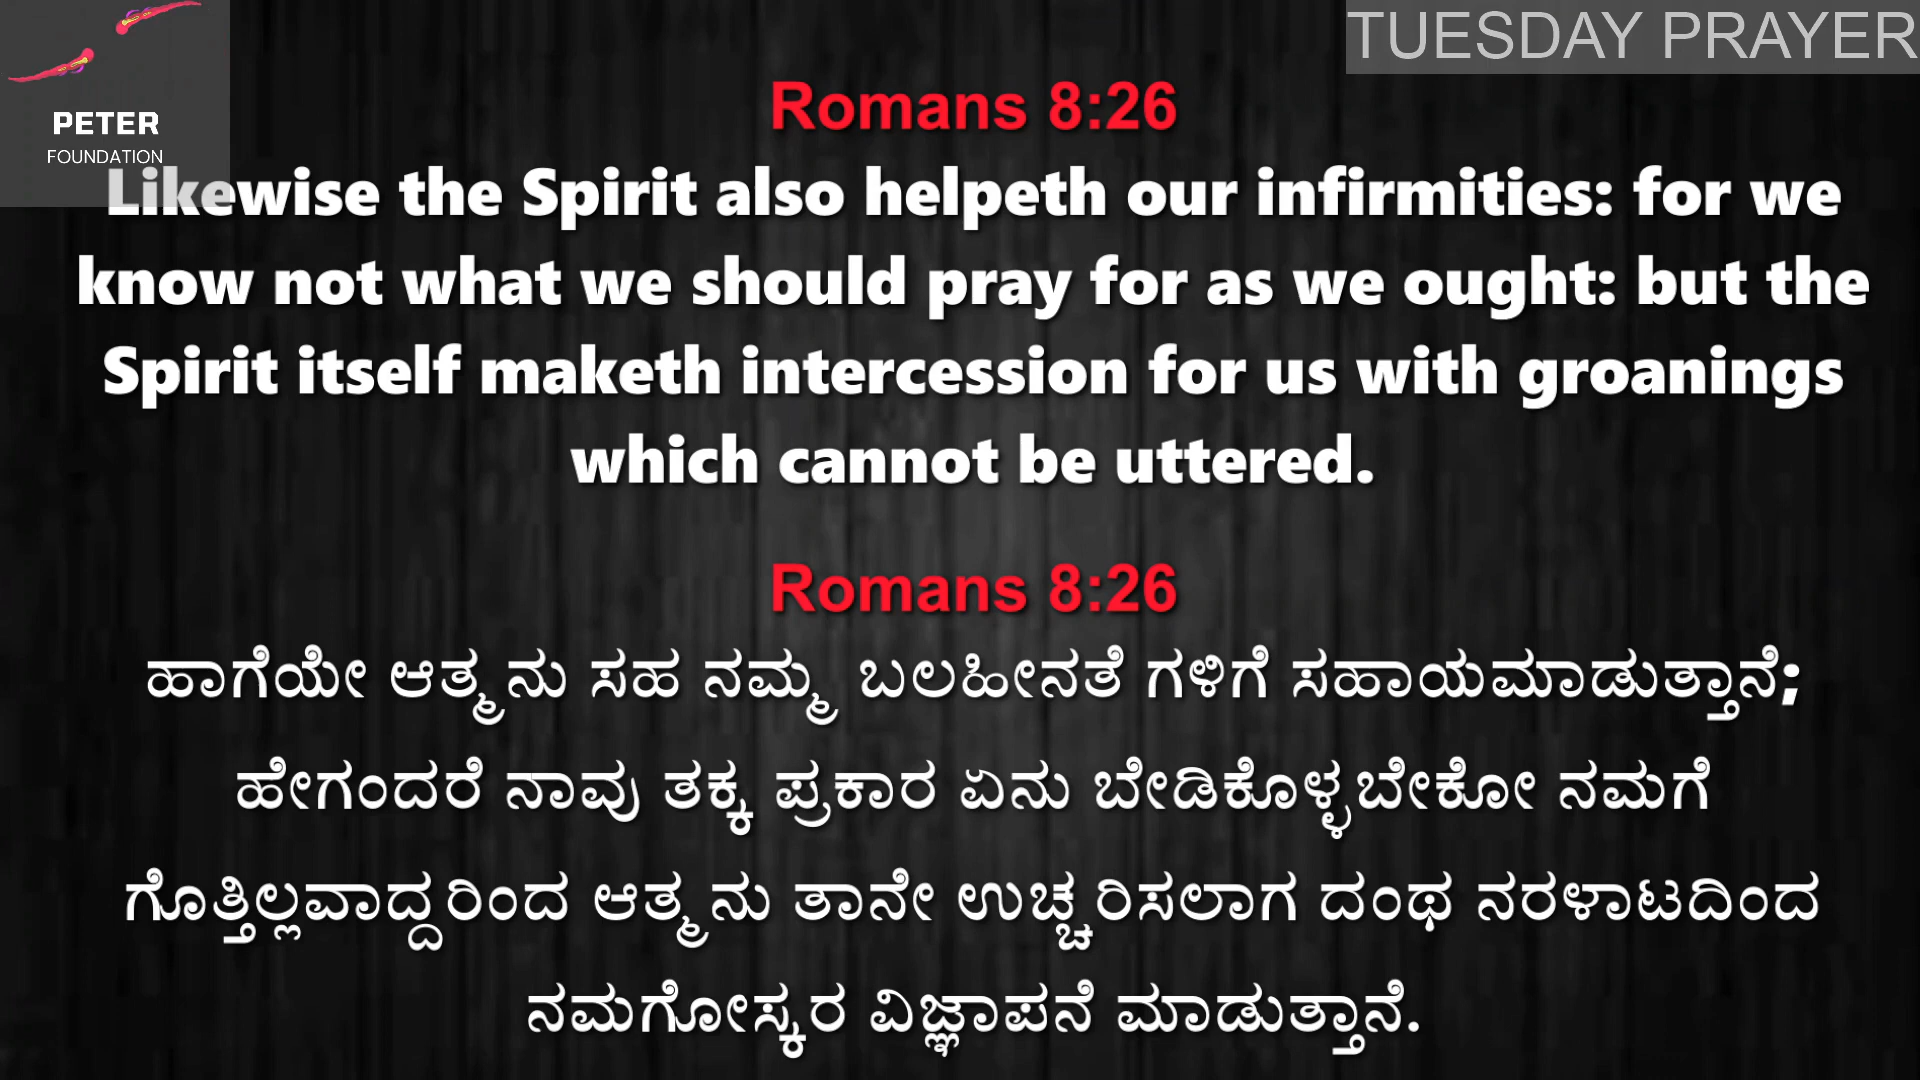 TUESDAY PRAYER
PETER
FOUNDATION
Romans 8:26
Likewise the Spirit also helpeth our infirmities: for we
know not what we should pray for as we ought: but the
Spirit itself maketh intercession for us with groanings
which cannot be uttered.
Romans 8:26
ಹಾಗೆಯೇ ಆತ್ಮನು ಸಹ ನಮ್ಮ ಬಲಹೀನತೆ ಗಳಿಗೆ ಸಹಾಯಮಾಡುತ್ತಾನೆ;
ಹೇಗಂದರೆ ನಾವು ತಕ್ಕ ಪ್ರಕಾರ ಏನು ಬೇಡಿಕೊಳ್ಳಬೇಕೋ ನಮಗೆ
ಗೊತ್ತಿಲ್ಲವಾದ್ದರಿಂದ ಆತ್ಮನು ತಾನೇ ಉಚ್ಚರಿಸಲಾಗ ದಂಥ ನರಳಾಟದಿಂದ
ನಮಗೋಸ್ಕರ ವಿಜ್ಞಾಪನೆ ಮಾಡುತ್ತಾನೆ.